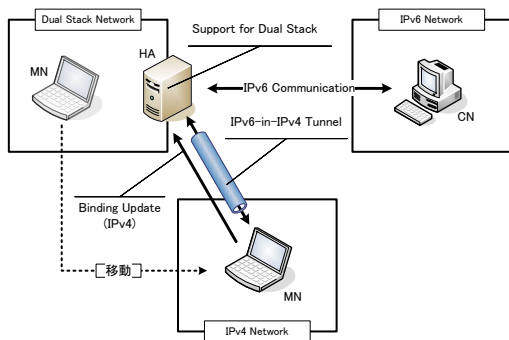 Dual Stack Network
Support for Dual Stack
IPv6 Network
HA
MN
IPv6 Communication
CN
IPv6-in-IPv4 Tunnel
Binding Update
(IPv4)
[移動]
MN
IPv4 Network